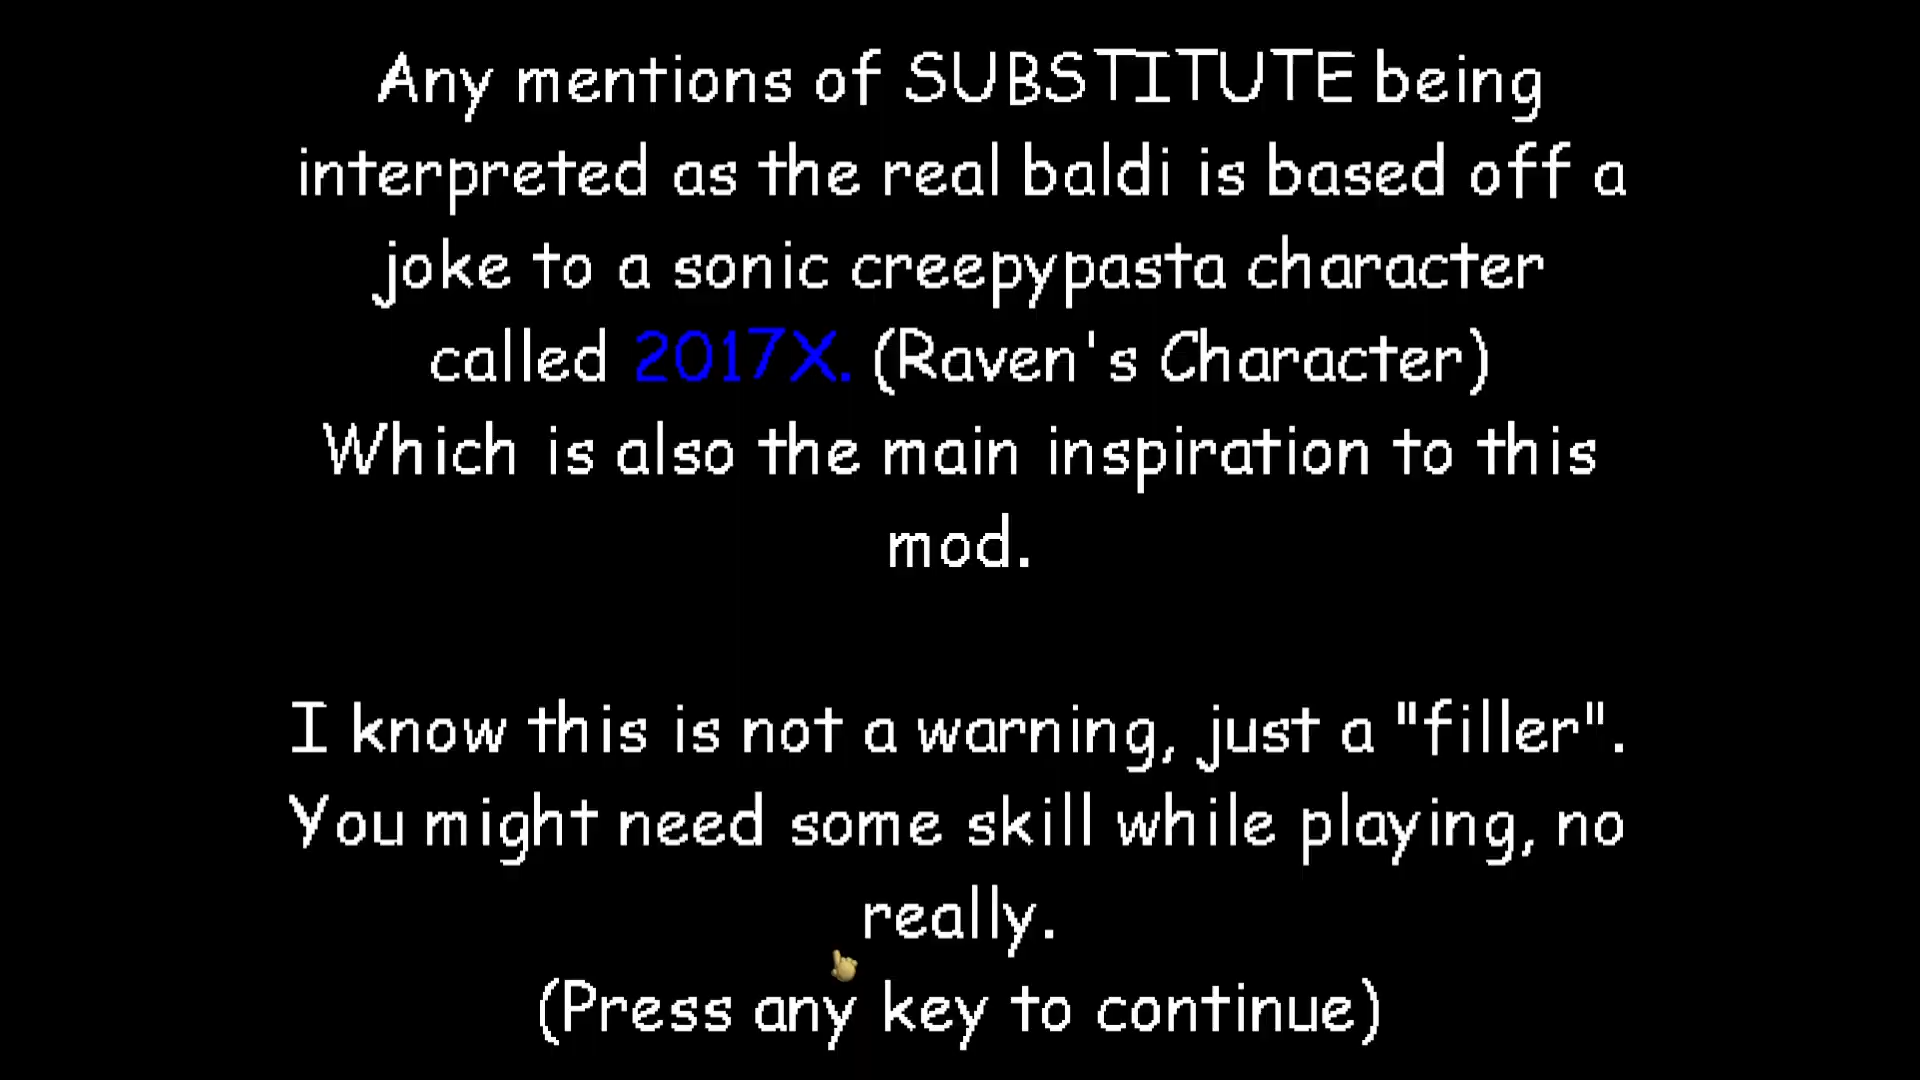 Any mentions of SUBSTITUTE being
interpreted as the real baldi is based off a
joke to a sonic creepypasta character
called 2017X. (Raven's Character)
Which is also the main inspiration to this
mod.
I know this is not a warning, just a "filler".
You might need some skill while playing, no
really.
(Press any key to continue)